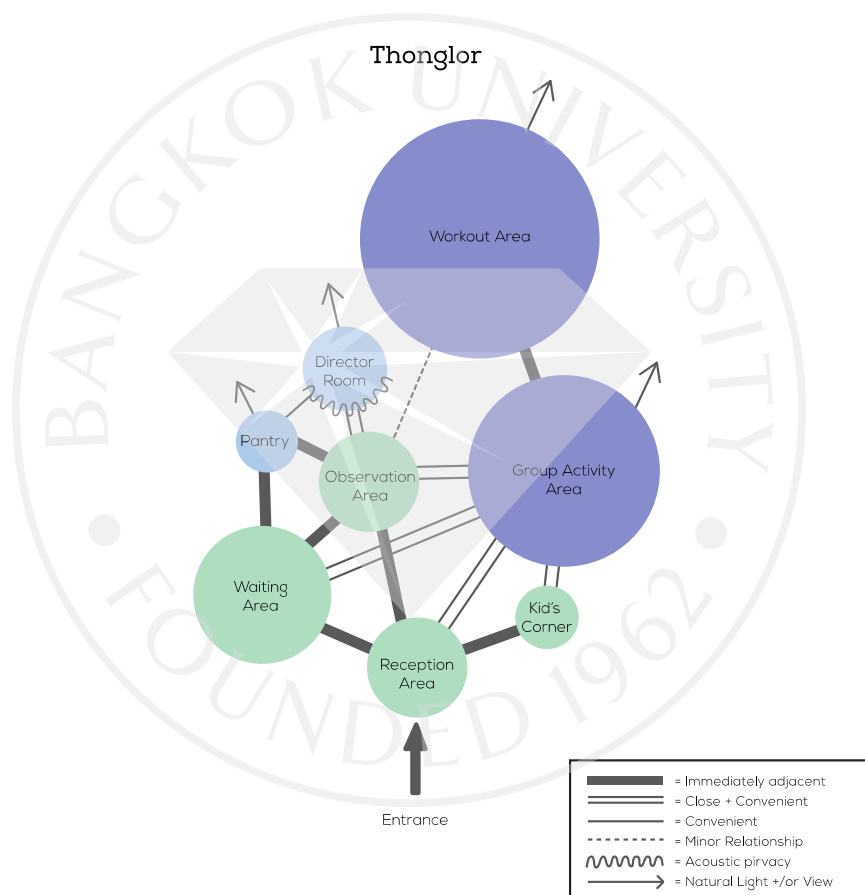 Thonglor
BANGKOK UNIVERSITY
Workout Area
Director
Room
Pantry
Observation
Area
Group Activity
Area
Waiting
Area
Kid's
Corner
Reception
Area
FOUNDED 1962
Entrance
= Immediately adjacent
= Close + Convenient
= Convenient
= Minor Relationship
= Acoustic pirvacy
= Natural Light +/or View